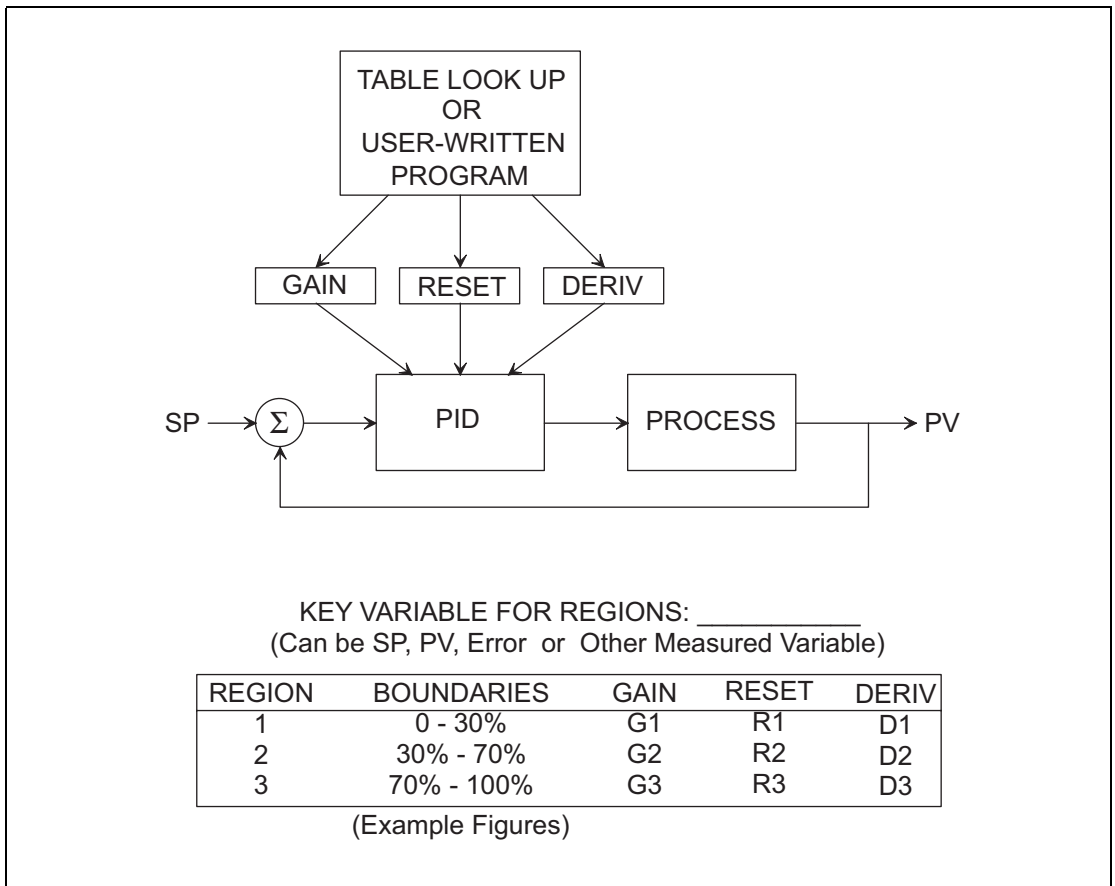 TABLE LOOK UP
OR
USER-WRITTEN
PROGRAM
GAIN RESET DERIV
SP Σ PID PROCESS PV
KEY VARIABLE FOR REGIONS: ___________
(Can be SP, PV, Error or Other Measured Variable)
REGION BOUNDARIES GAIN RESET DERIV
1 0 - 30% G1 R1 D1
2 30% - 70% G2 R2 D2
3 70% - 100% G3 R3 D3
(Example Figures)